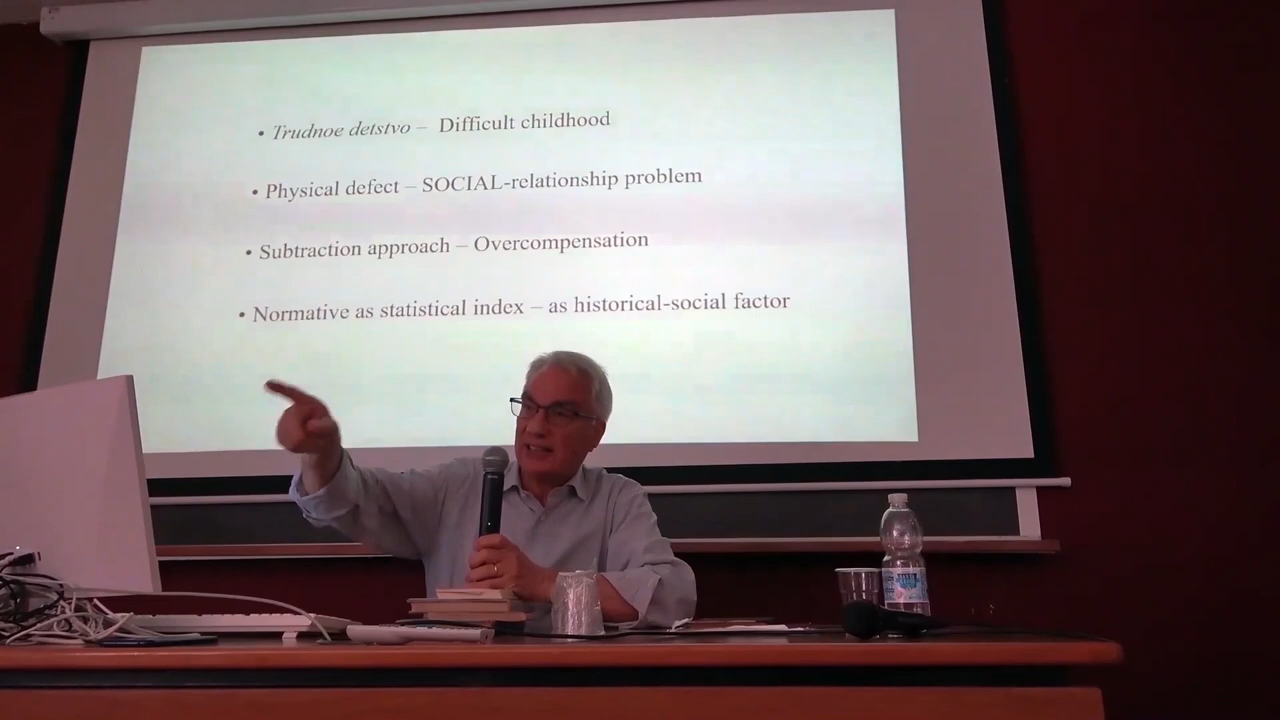 • Trudnoe detstvo – Difficult childhood
• Physical defect – SOCIAL-relationship problem
• Subtraction approach – Overcompensation
• Normative as statistical index – as historical-social factor